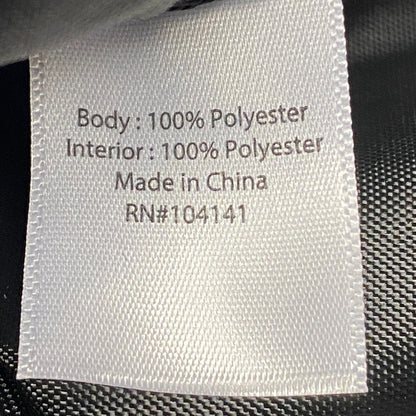 Body : 100% Polyester
Interior : 100% Polyester
Made in China
RN#104141